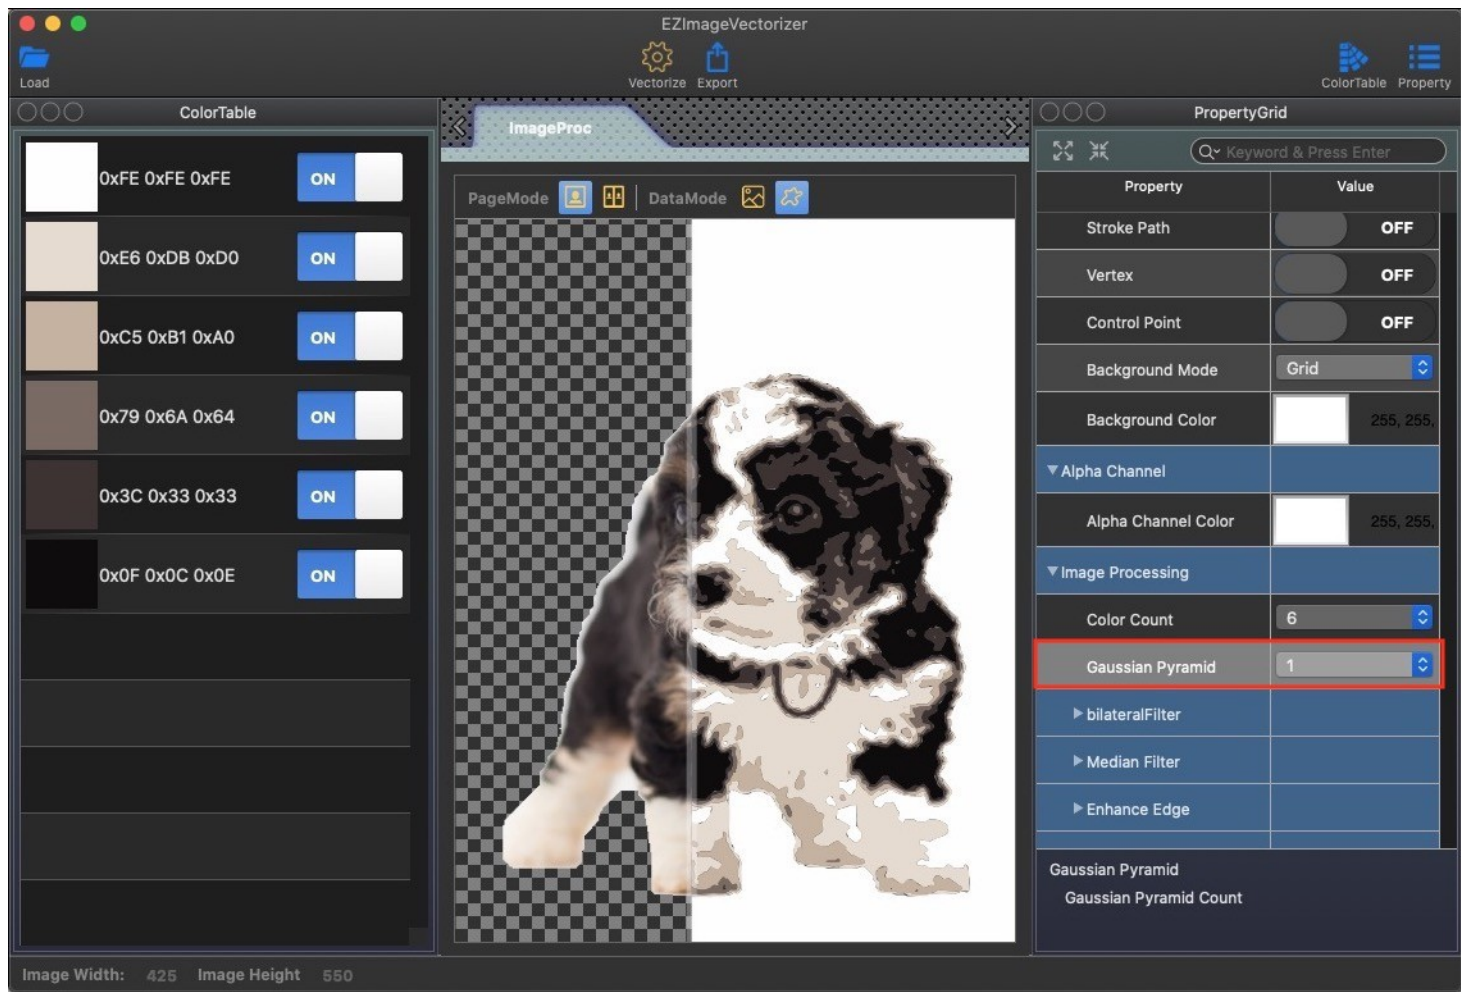 EZImageVectorizer
Load
Vectorize Export
ColorTable Property
ColorTable
0xFE 0xFE 0xFE ON
0xE6 0xDB 0xD0 ON
0xC5 0xB1 0xA0 ON
0x79 0x6A 0x64 ON
0x3C 0x33 0x33 ON
0x0F 0x0C 0x0E ON
ImageProc
PageMode DataMode
PropertyGrid
Keyword & Press Enter
Property Value
Stroke Path OFF
Vertex OFF
Control Point OFF
Background Mode Grid
Background Color 255, 255,
Alpha Channel
Alpha Channel Color 255, 255,
Image Processing
Color Count 6
Gaussian Pyramid 1
bilateralFilter
Median Filter
Enhance Edge
Gaussian Pyramid
Gaussian Pyramid Count
Image Width: 425 Image Height 550